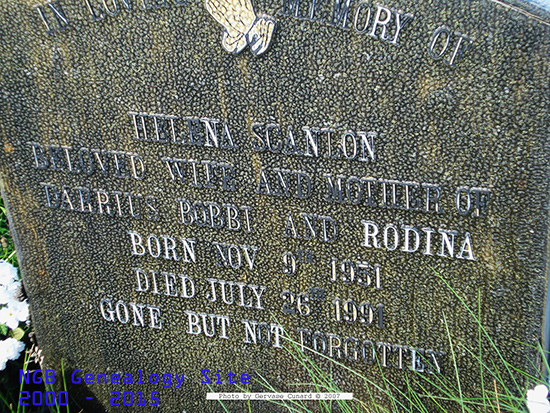 IN LOVING MEMORY OF
HELENA SCANLON
BELOVED WIFE AND MOTHER OF
DARRIUS BOBBI AND RODINA
BORN NOV 9TH 1951
DIED JULY 26TH 1991
GONE BUT NOT FORGOTTEN
NGB Genealogy Site
2000 - 2015
Photo by Gervase Cunard © 2007